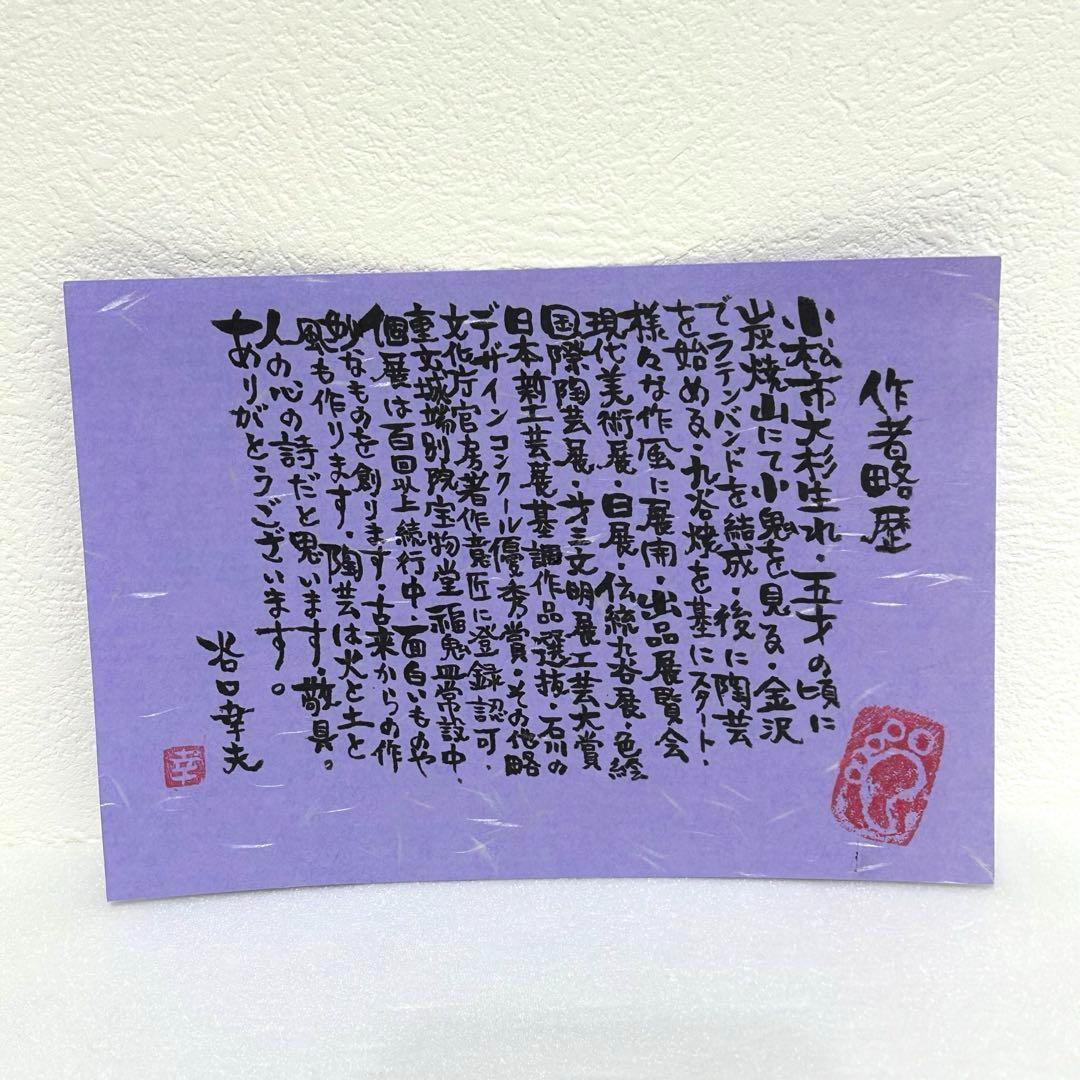 作者略歴
小松市大杉生れ・五才の頃に
炭焼山にて小鬼を見る・金沢
でラテンバンドを結成・後に陶芸
を始める・九谷焼を基にスタート・
様々な作風に展開・出品展覧会
現代美術展・日展・伝統九谷展・色絵
国際陶芸展・才三文明展工芸大賞
日本新工芸展基調作品選抜・石川の
デザインコンクール優秀賞・その他略
文化庁官房著作意匠に登録認可・
重文城端別院宝物堂福鬼皿常設中・
個展は百回以上続行中・面白いものや
妙なものを創ります・古来からの作
風も作ります・陶芸は火と土と
人の心の詩だと思います・敬具。
ありがとうございます。
谷口幸夫
幸